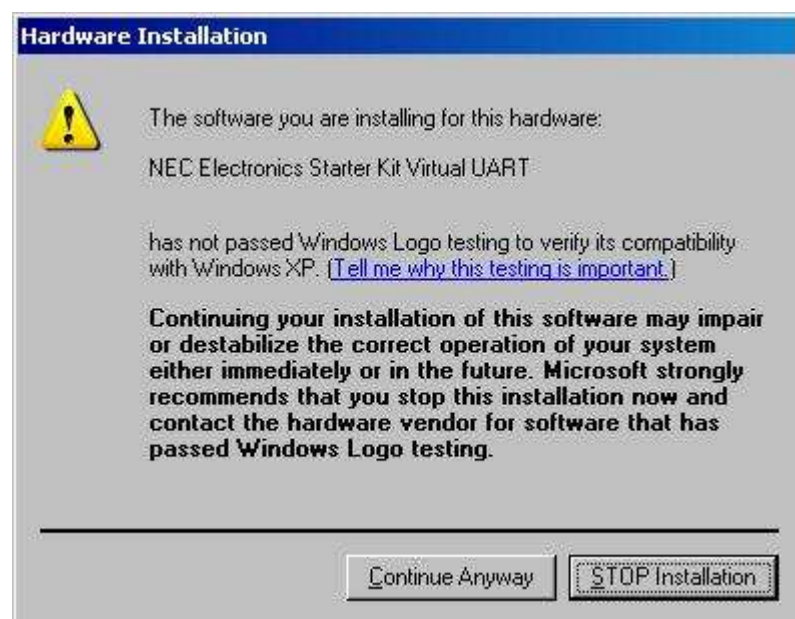 Hardware Installation
The software you are installing for this hardware:
NEC Electronics Starter Kit Virtual UART
has not passed Windows Logo testing to verify its compatibility
with Windows XP. (Tell me why this testing is important.)
Continuing your installation of this software may impair
or destabilize the correct operation of your system
either immediately or in the future. Microsoft strongly
recommends that you stop this installation now and
contact the hardware vendor for software that has
passed Windows Logo testing.
Continue Anyway
STOP Installation